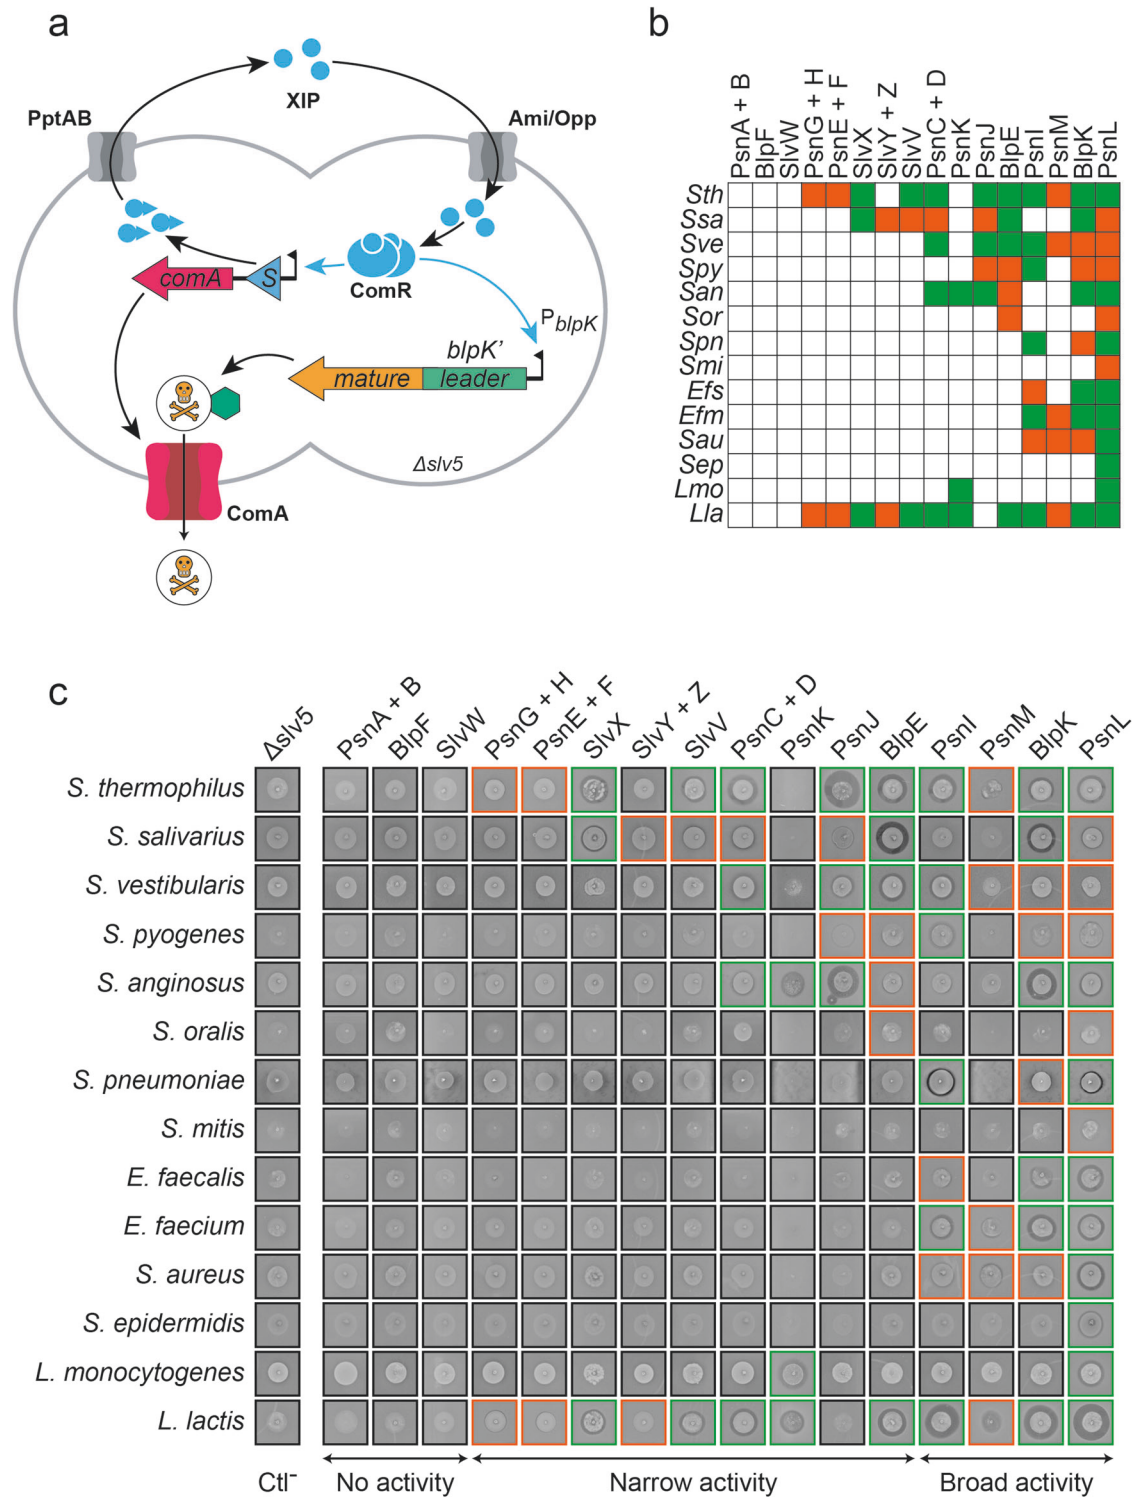 a
XIP
PptAB
Ami/Opp
comA
S
ComR
PblpK
blpK’
mature
leader
Δslv5
ComA
b
PsnA + B
BlpF
SlvW
PsnG + H
PsnE + F
SlvX
SlvY + Z
SlvV
PsnC + D
PsnK
PsnJ
BlpE
PsnI
PsnM
BlpK
PsnL
Sth
Ssa
Sve
Spy
San
Sor
Spn
Smi
Efs
Efm
Sau
Sep
Lmo
Lla
c
Δslv5
PsnA + B
BlpF
SlvW
PsnG + H
PsnE + F
SlvX
SlvY + Z
SlvV
PsnC + D
PsnK
PsnJ
BlpE
PsnI
PsnM
BlpK
PsnL
S. thermophilus
S. salivarius
S. vestibularis
S. pyogenes
S. anginosus
S. oralis
S. pneumoniae
S. mitis
E. faecalis
E. faecium
S. aureus
S. epidermidis
L. monocytogenes
L. lactis
Ctl⁻
No activity
Narrow activity
Broad activity